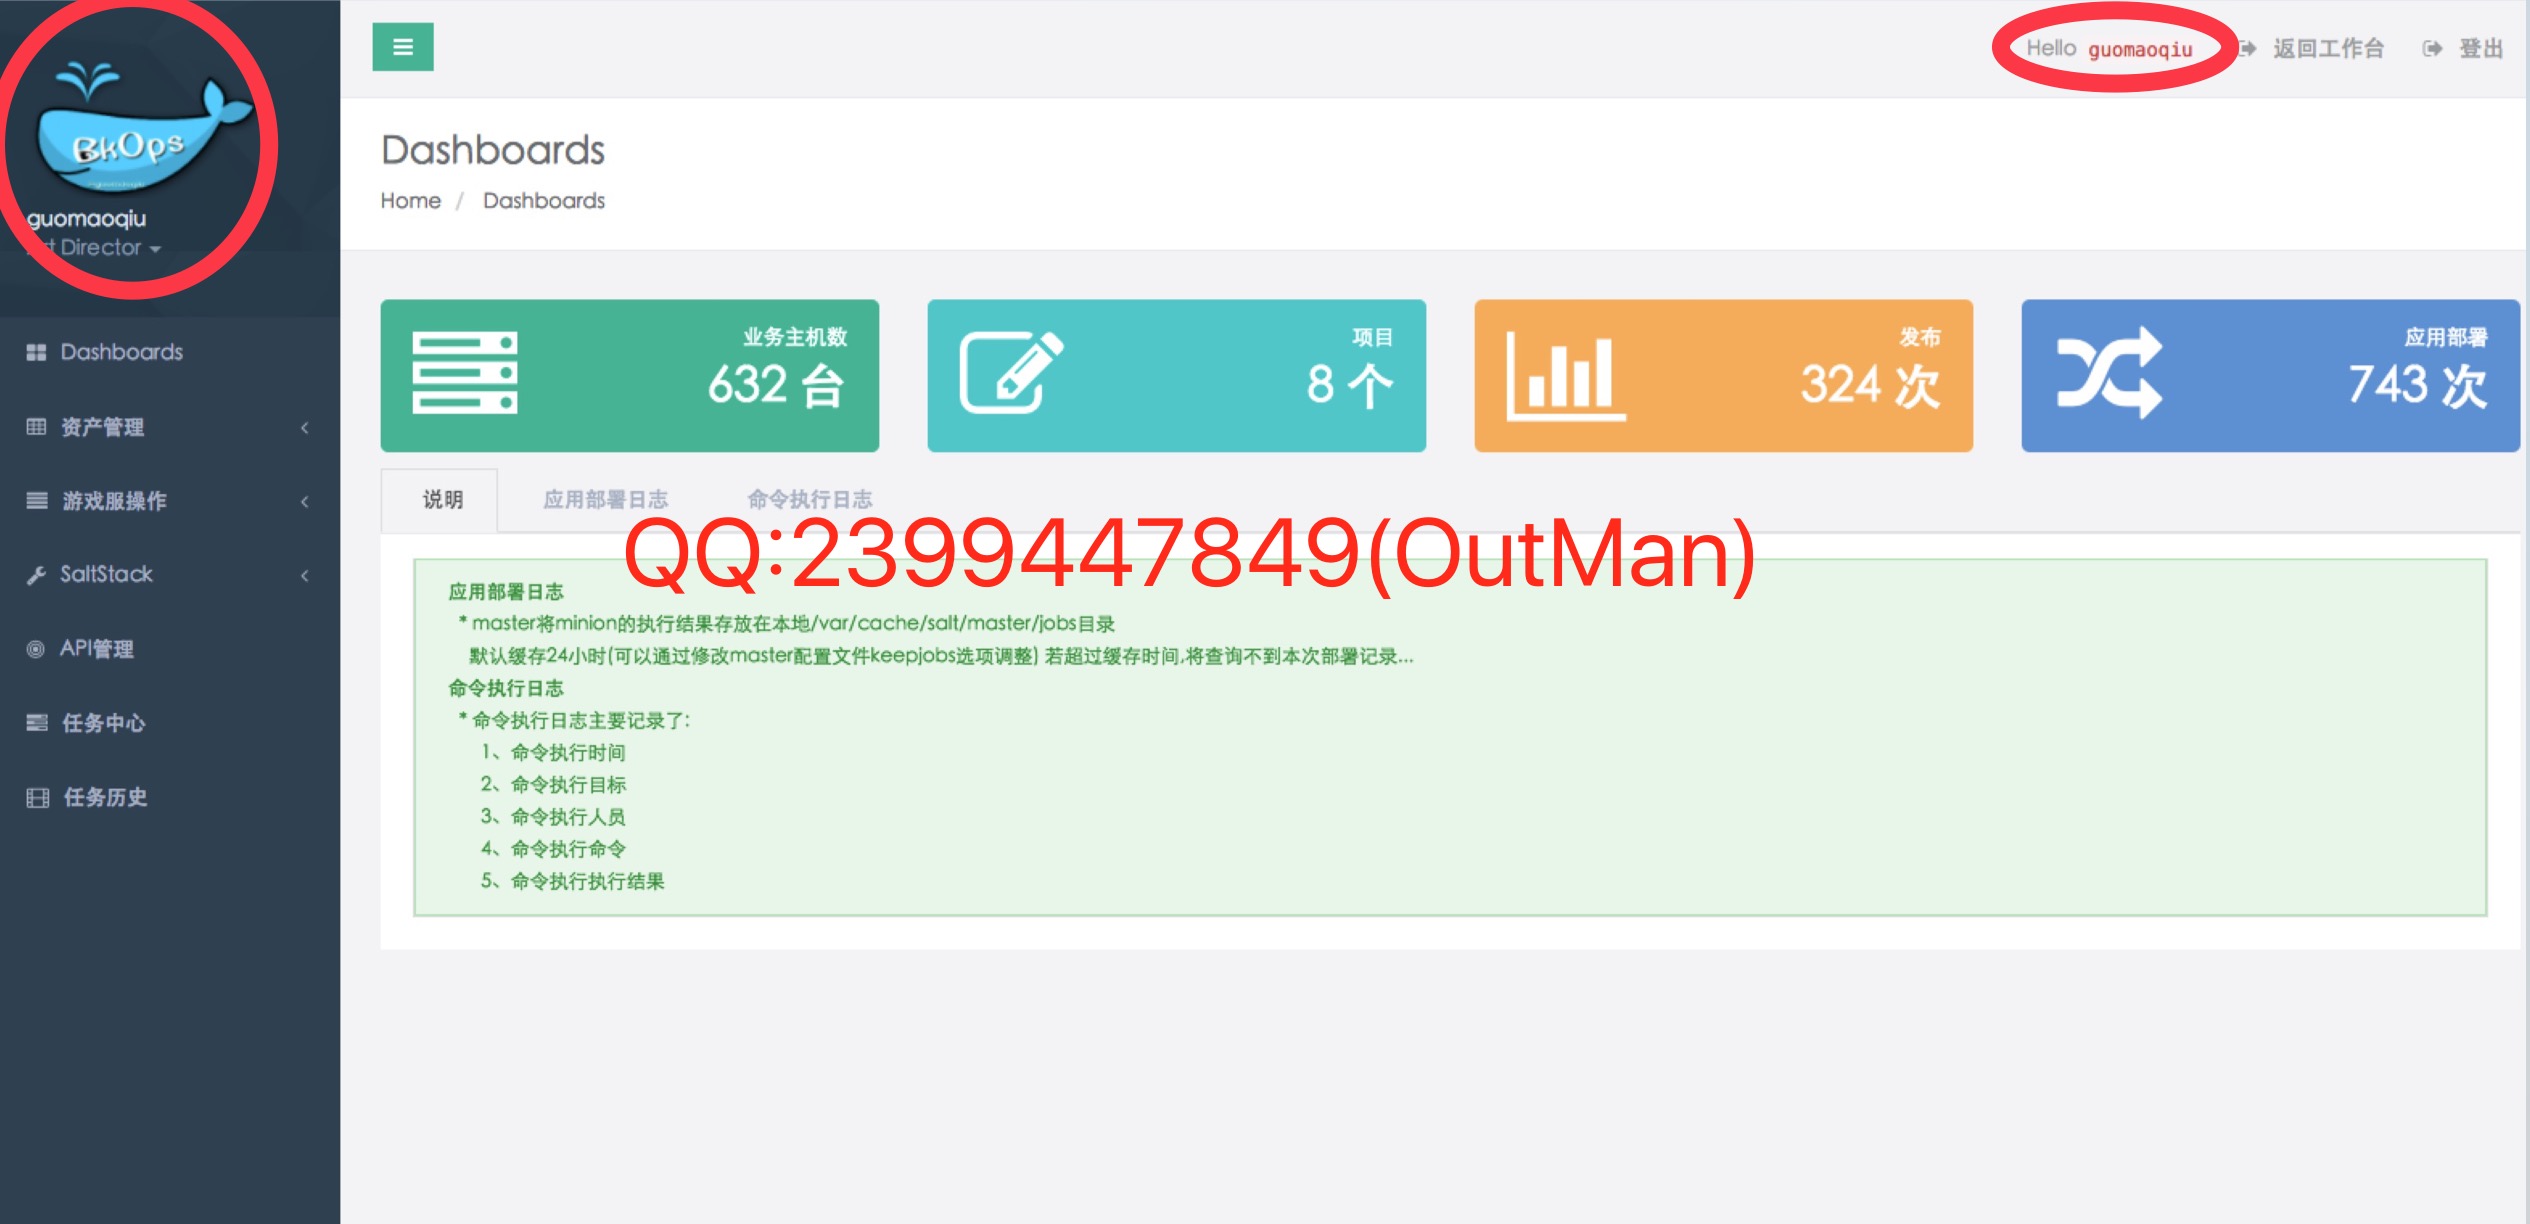 BkOps
guomaoqiu
Director
Dashboards
资产管理
游戏服操作
SaltStack
API管理
任务中心
任务历史
Hello guomaoqiu
返回工作台
登出
Dashboards
Home / Dashboards
业务主机数
632 台
项目
8 个
发布
324 次
应用部署
743 次
说明
应用部署日志
命令执行日志
QQ:2399447849(OutMan)
应用部署日志
* master将minion的执行结果存放在本地/var/cache/salt/master/jobs目录
默认缓存24小时(可以通过修改master配置文件keepjobs选项调整) 若超过缓存时间,将查询不到本次部署记录...
命令执行日志
* 命令执行日志主要记录了:
1、命令执行时间
2、命令执行目标
3、命令执行人员
4、命令执行命令
5、命令执行执行结果